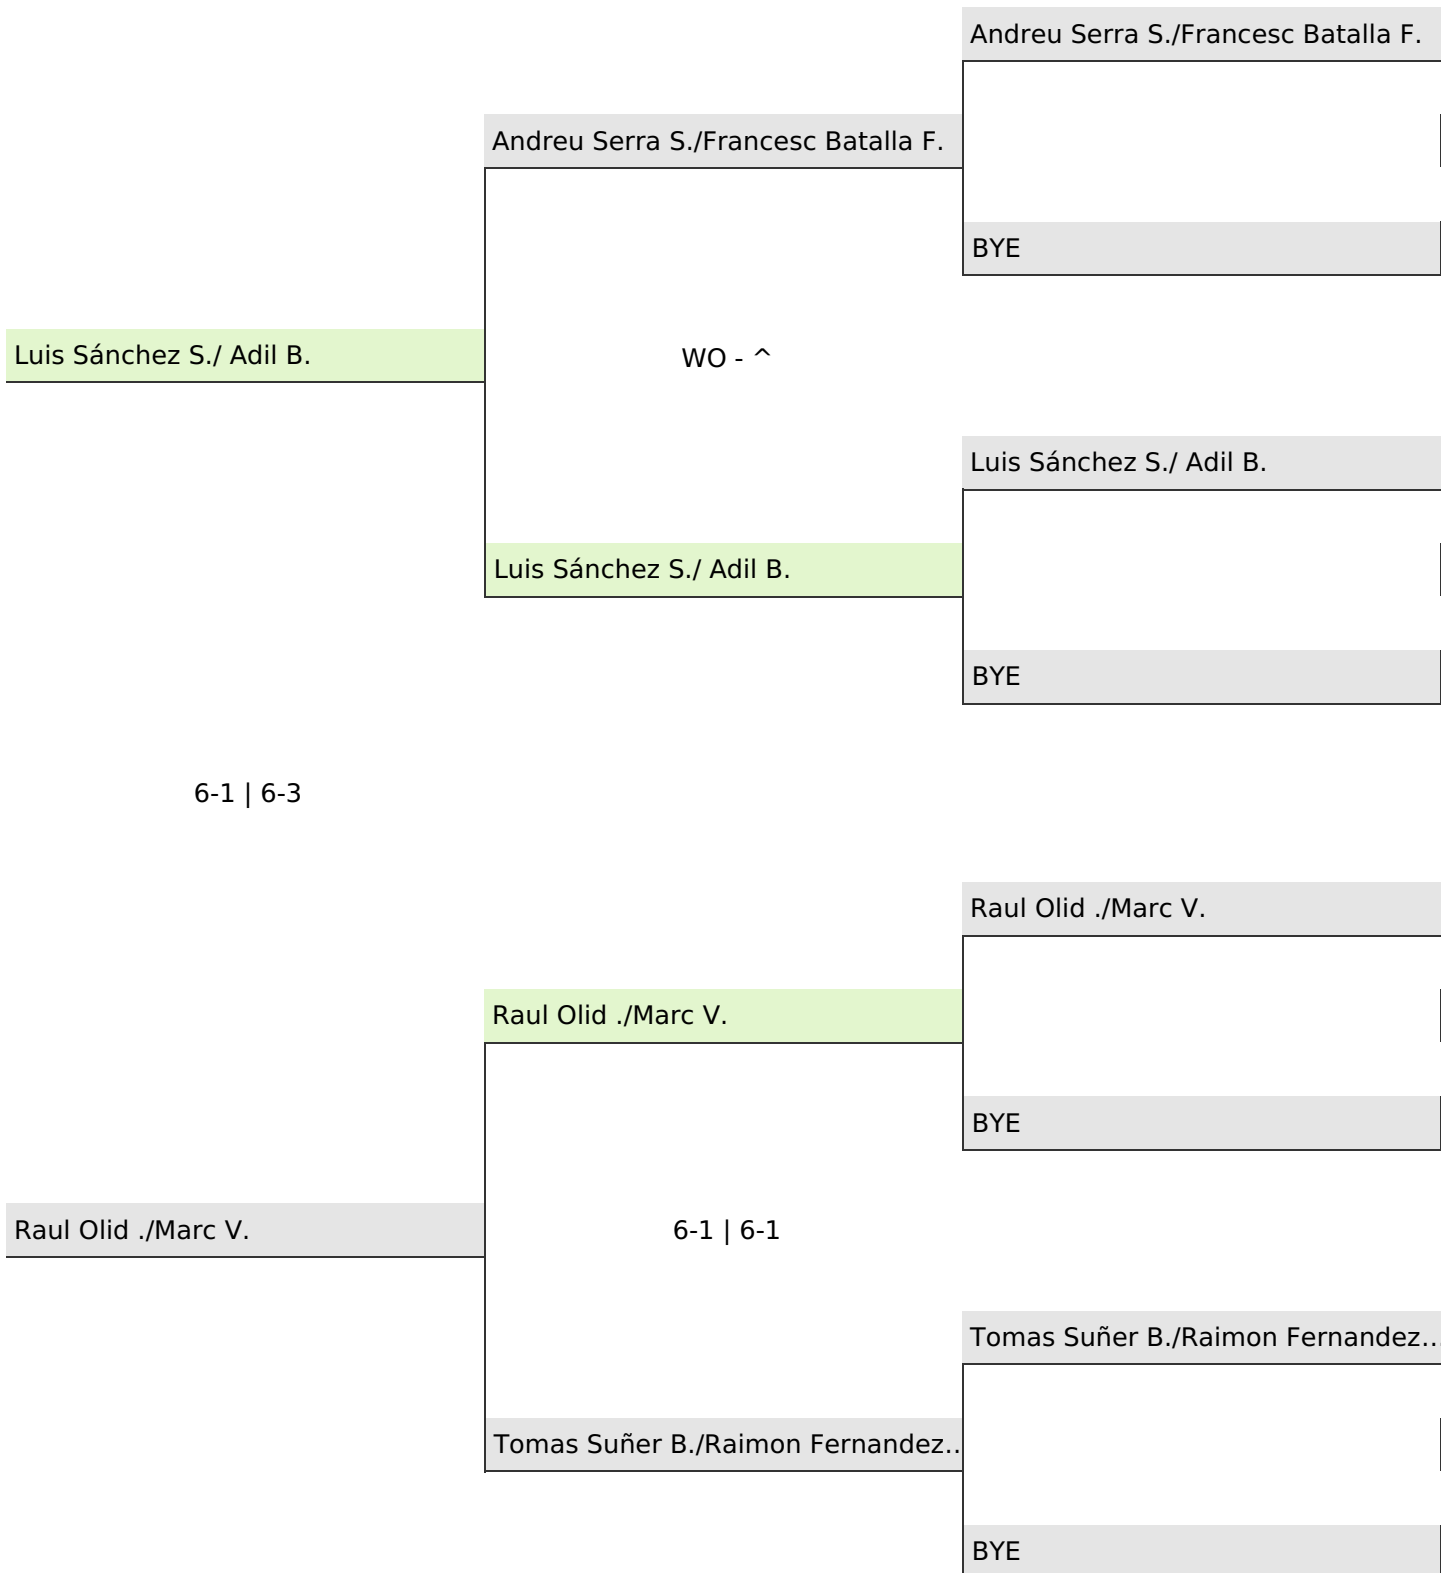 Andreu Serra S./Francesc Batalla F.
Andreu Serra S./Francesc Batalla F.
BYE
Luis Sánchez S./ Adil B.
WO - ^
Luis Sánchez S./ Adil B.
Luis Sánchez S./ Adil B.
BYE
6-1 | 6-3
Raul Olid ./Marc V.
Raul Olid ./Marc V.
BYE
Raul Olid ./Marc V.
6-1 | 6-1
Tomas Suñer B./Raimon Fernandez...
Tomas Suñer B./Raimon Fernandez...
BYE